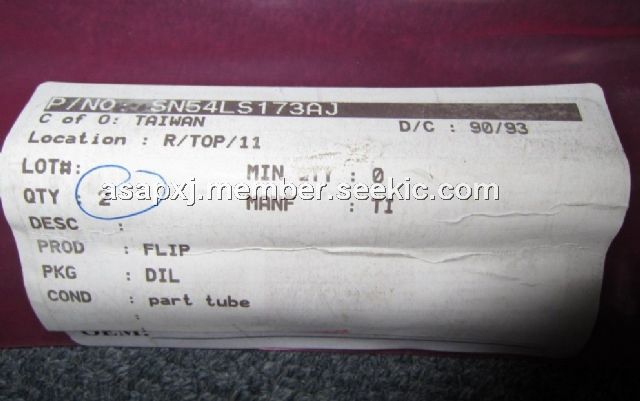 P/NO: SN54LS173AJ
C of O: TAIWAN
D/C : 90/93
Location : R/TOP/11
LOT#:
MIN QTY : 0
QTY : 2
asapxj.member.seekic.com
MANF : TI
DESC :
PROD : FLIP
PKG : DIL
COND : part tube
:
OEM: